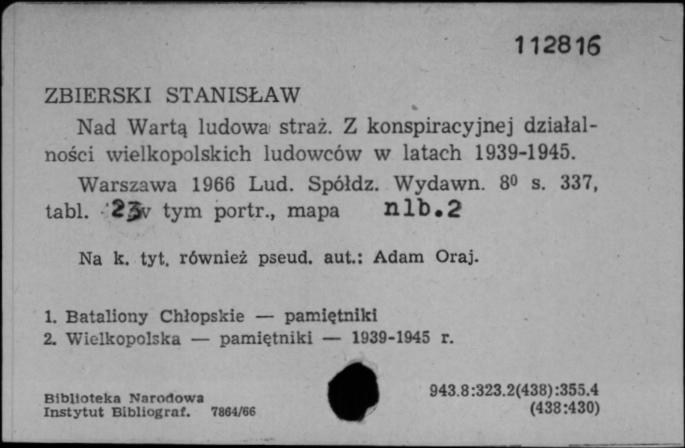 112816
ZBIERSKI STANISŁAW
Nad Wartą ludowa straż. Z konspiracyjnej działal-
ności wielkopolskich ludowców w latach 1939-1945.
Warszawa 1966 Lud. Spółdz. Wydawn. 8⁰ s. 337,
tabl. 23 w tym portr., mapa nlb.2
Na k. tyt. również pseud. aut.: Adam Oraj.
1. Bataliony Chłopskie — pamiętniki
2. Wielkopolska — pamiętniki — 1939-1945 r.
Biblioteka Narodowa
Instytut Bibliograf. 7864/66
943.8:323.2(438):355.4
(438:430)